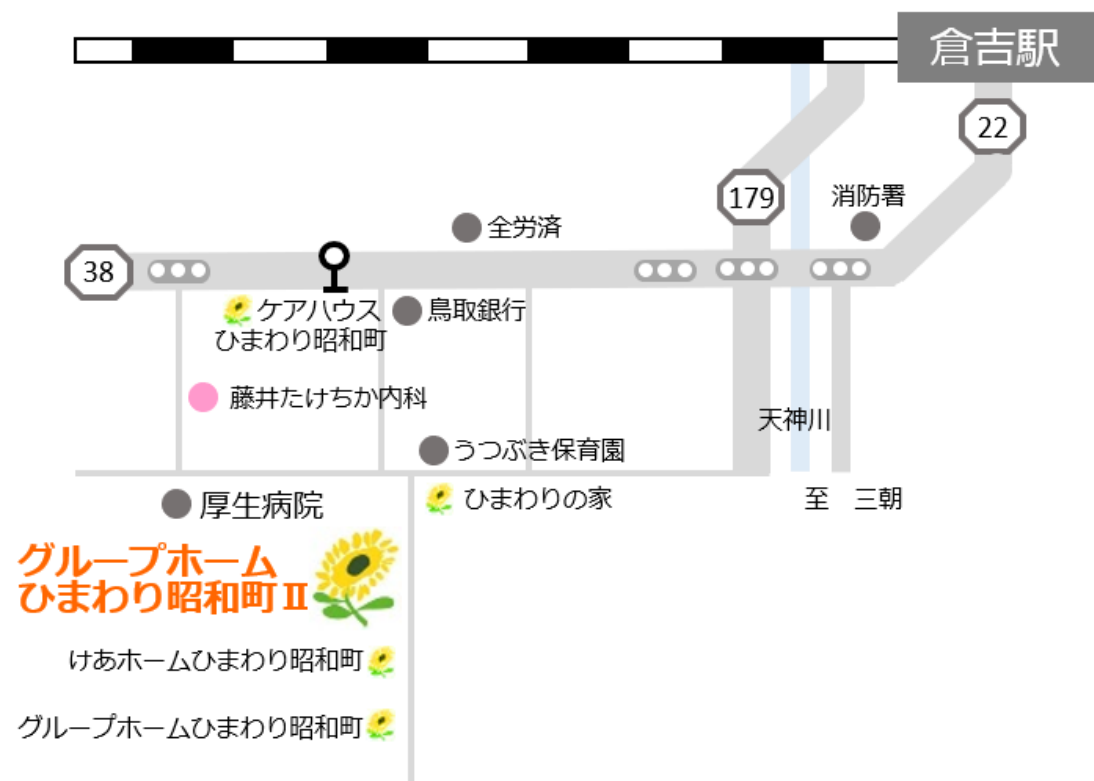 倉吉駅
22
179
消防署
全労済
38
ケアハウス
ひまわり昭和町
鳥取銀行
藤井たけちか内科
天神川
うつぶき保育園
ひまわりの家
至 三朝
厚生病院
グループホーム
ひまわり昭和町Ⅱ
けあホームひまわり昭和町
グループホームひまわり昭和町